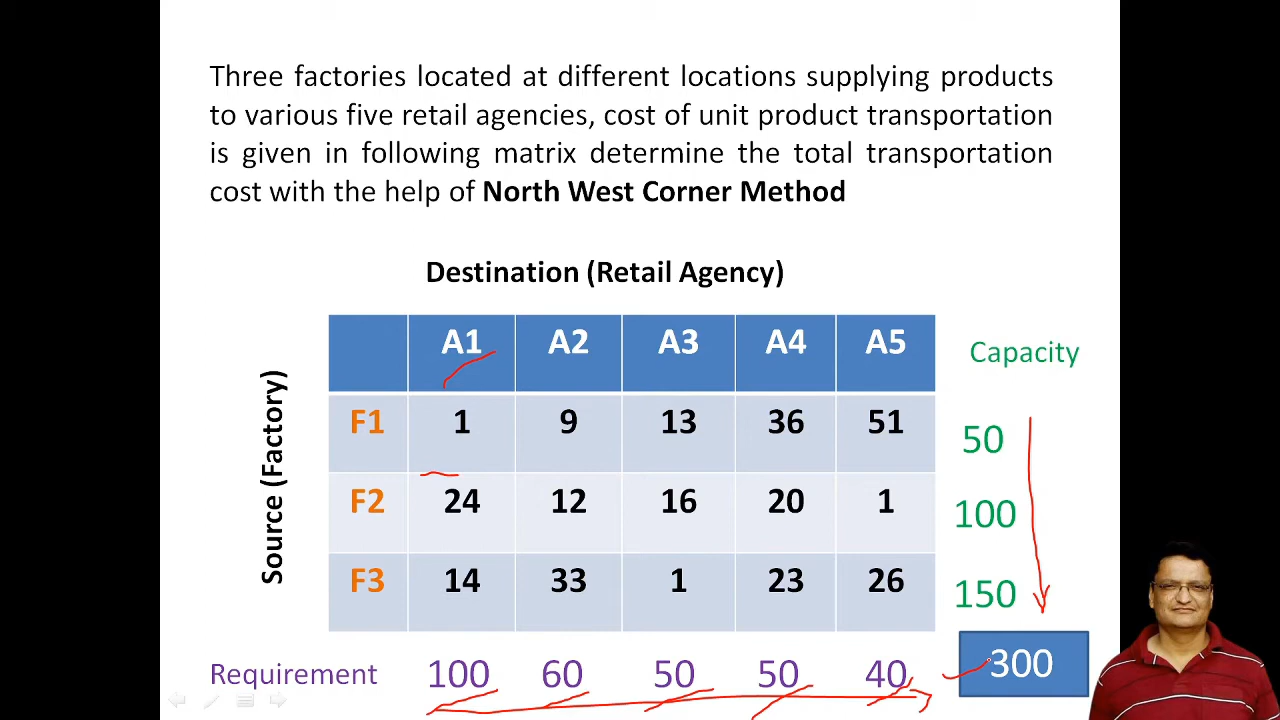 Three factories located at different locations supplying products
to various five retail agencies, cost of unit product transportation
is given in following matrix determine the total transportation
cost with the help of North West Corner Method
Destination (Retail Agency)
Source (Factory)
A1 A2 A3 A4 A5 Capacity
F1 1 9 13 36 51 50
F2 24 12 16 20 1 100
F3 14 33 1 23 26 150
Requirement 100 60 50 50 40 300